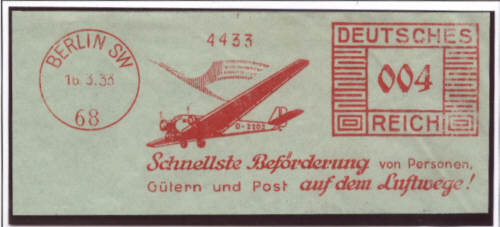 BERLIN SW
16.3.33
68
4433
DEUTSCHES
004
REICH
D-2202
Schnellste Beförderung von Personen,
Gütern und Post auf dem Luftwege!